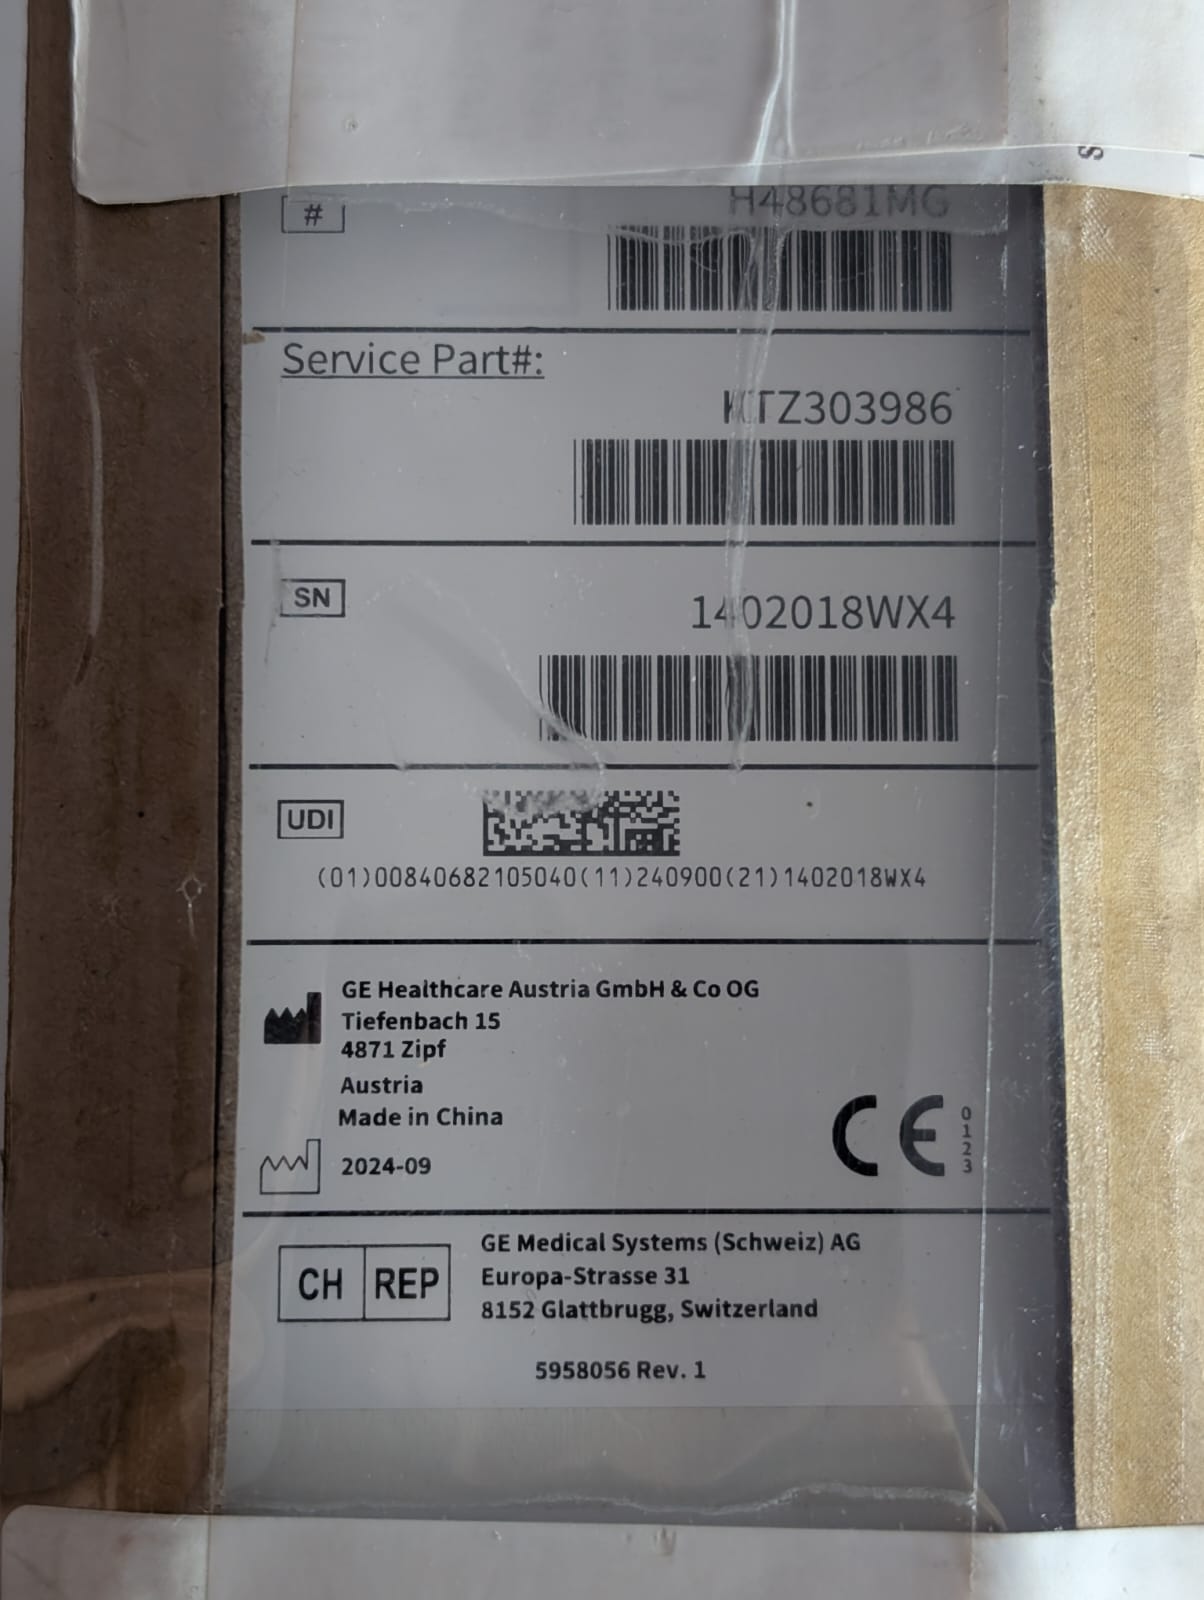 #
H48681MG
Service Part#:
KTZ303986
SN
1402018WX4
UDI
(01)00840682105040(11)240900(21)1402018WX4
GE Healthcare Austria GmbH & Co OG
Tiefenbach 15
4871 Zipf
Austria
Made in China
2024-09
CE 0123
CH REP
GE Medical Systems (Schweiz) AG
Europa-Strasse 31
8152 Glattbrugg, Switzerland
5958056 Rev. 1